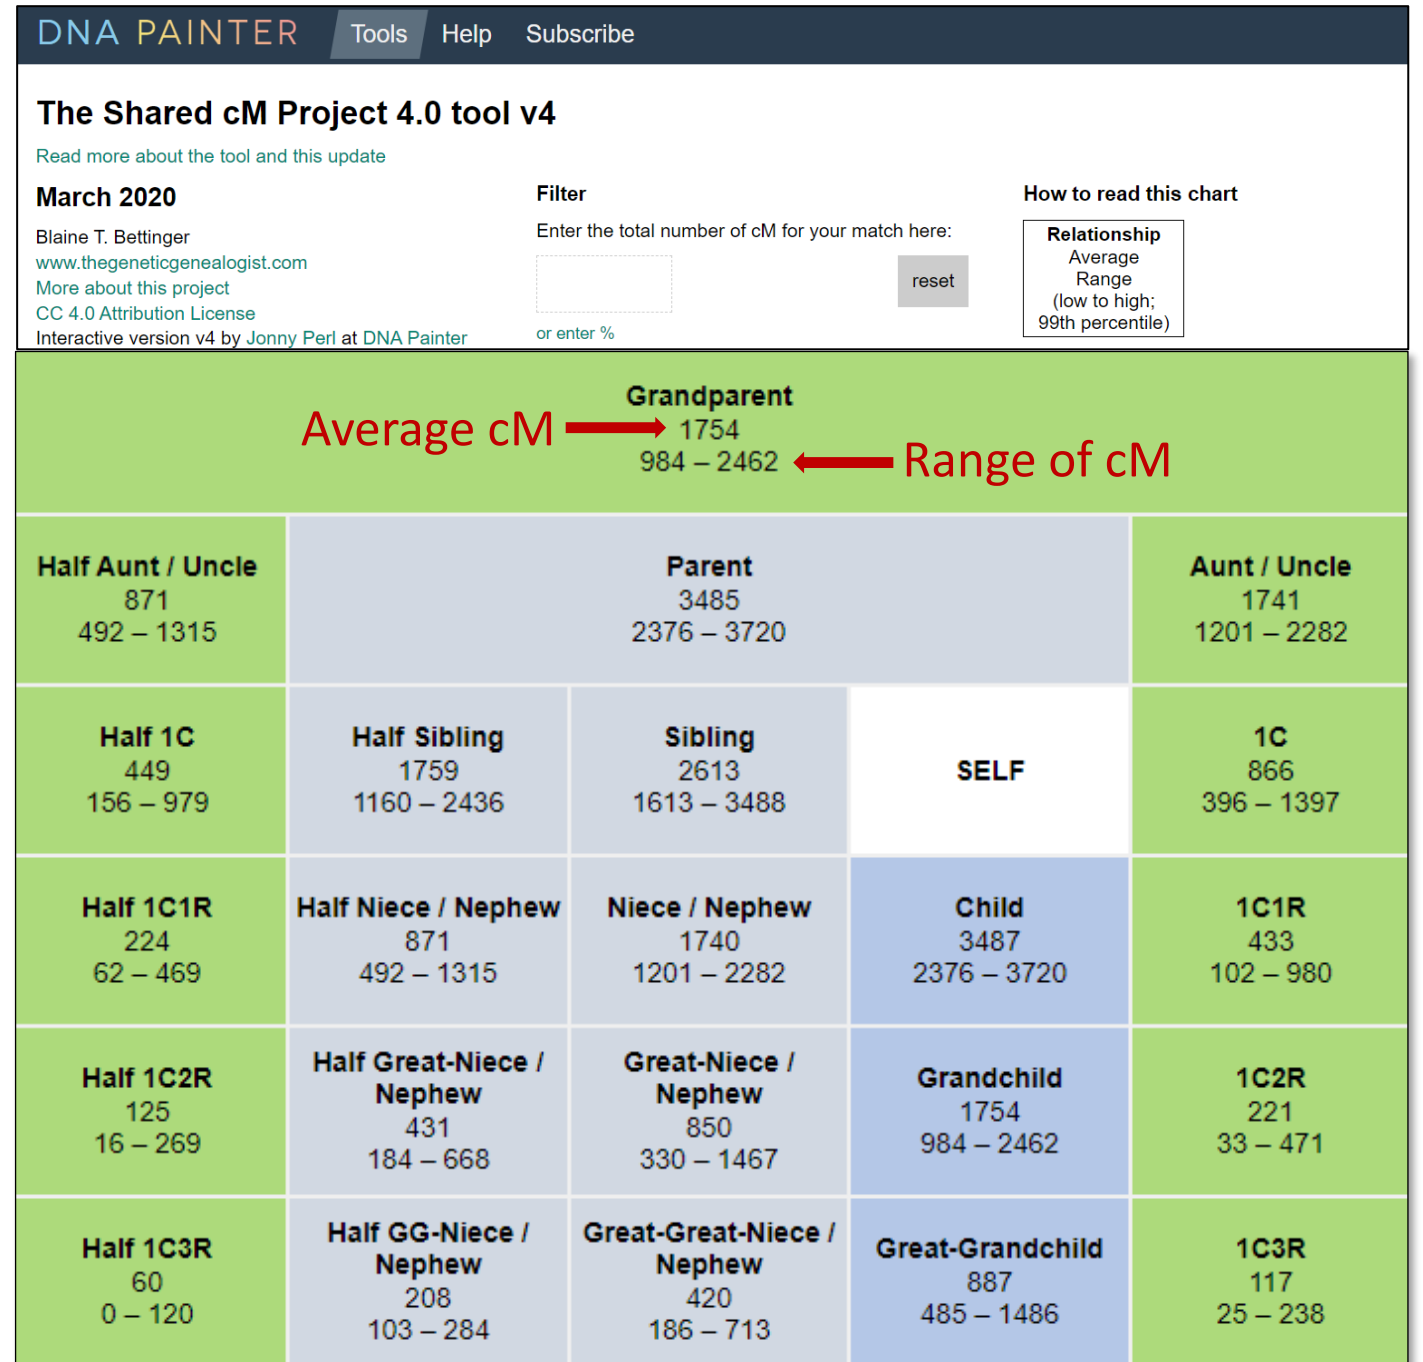 DNA PAINTER Tools Help Subscribe
The Shared cM Project 4.0 tool v4
Read more about the tool and this update
March 2020
Blaine T. Bettinger
www.thegeneticgenealogist.com
More about this project
CC 4.0 Attribution License
Interactive version v4 by Jonny Perl at DNA Painter
Filter
Enter the total number of cM for your match here:
reset
or enter %
How to read this chart
Relationship
Average
Range
(low to high;
99th percentile)
Grandparent
Average cM
1754
984 – 2462
Range of cM
Half Aunt / Uncle
871
492 – 1315
Parent
3485
2376 – 3720
Aunt / Uncle
1741
1201 – 2282
Half 1C
449
156 – 979
Half Sibling
1759
1160 – 2436
Sibling
2613
1613 – 3488
SELF
1C
866
396 – 1397
Half 1C1R
224
62 – 469
Half Niece / Nephew
871
492 – 1315
Niece / Nephew
1740
1201 – 2282
Child
3487
2376 – 3720
1C1R
433
102 – 980
Half 1C2R
125
16 – 269
Half Great-Niece /
Nephew
431
184 – 668
Great-Niece /
Nephew
850
330 – 1467
Grandchild
1754
984 – 2462
1C2R
221
33 – 471
Half 1C3R
60
0 – 120
Half GG-Niece /
Nephew
208
103 – 284
Great-Great-Niece /
Nephew
420
186 – 713
Great-Grandchild
887
485 – 1486
1C3R
117
25 – 238